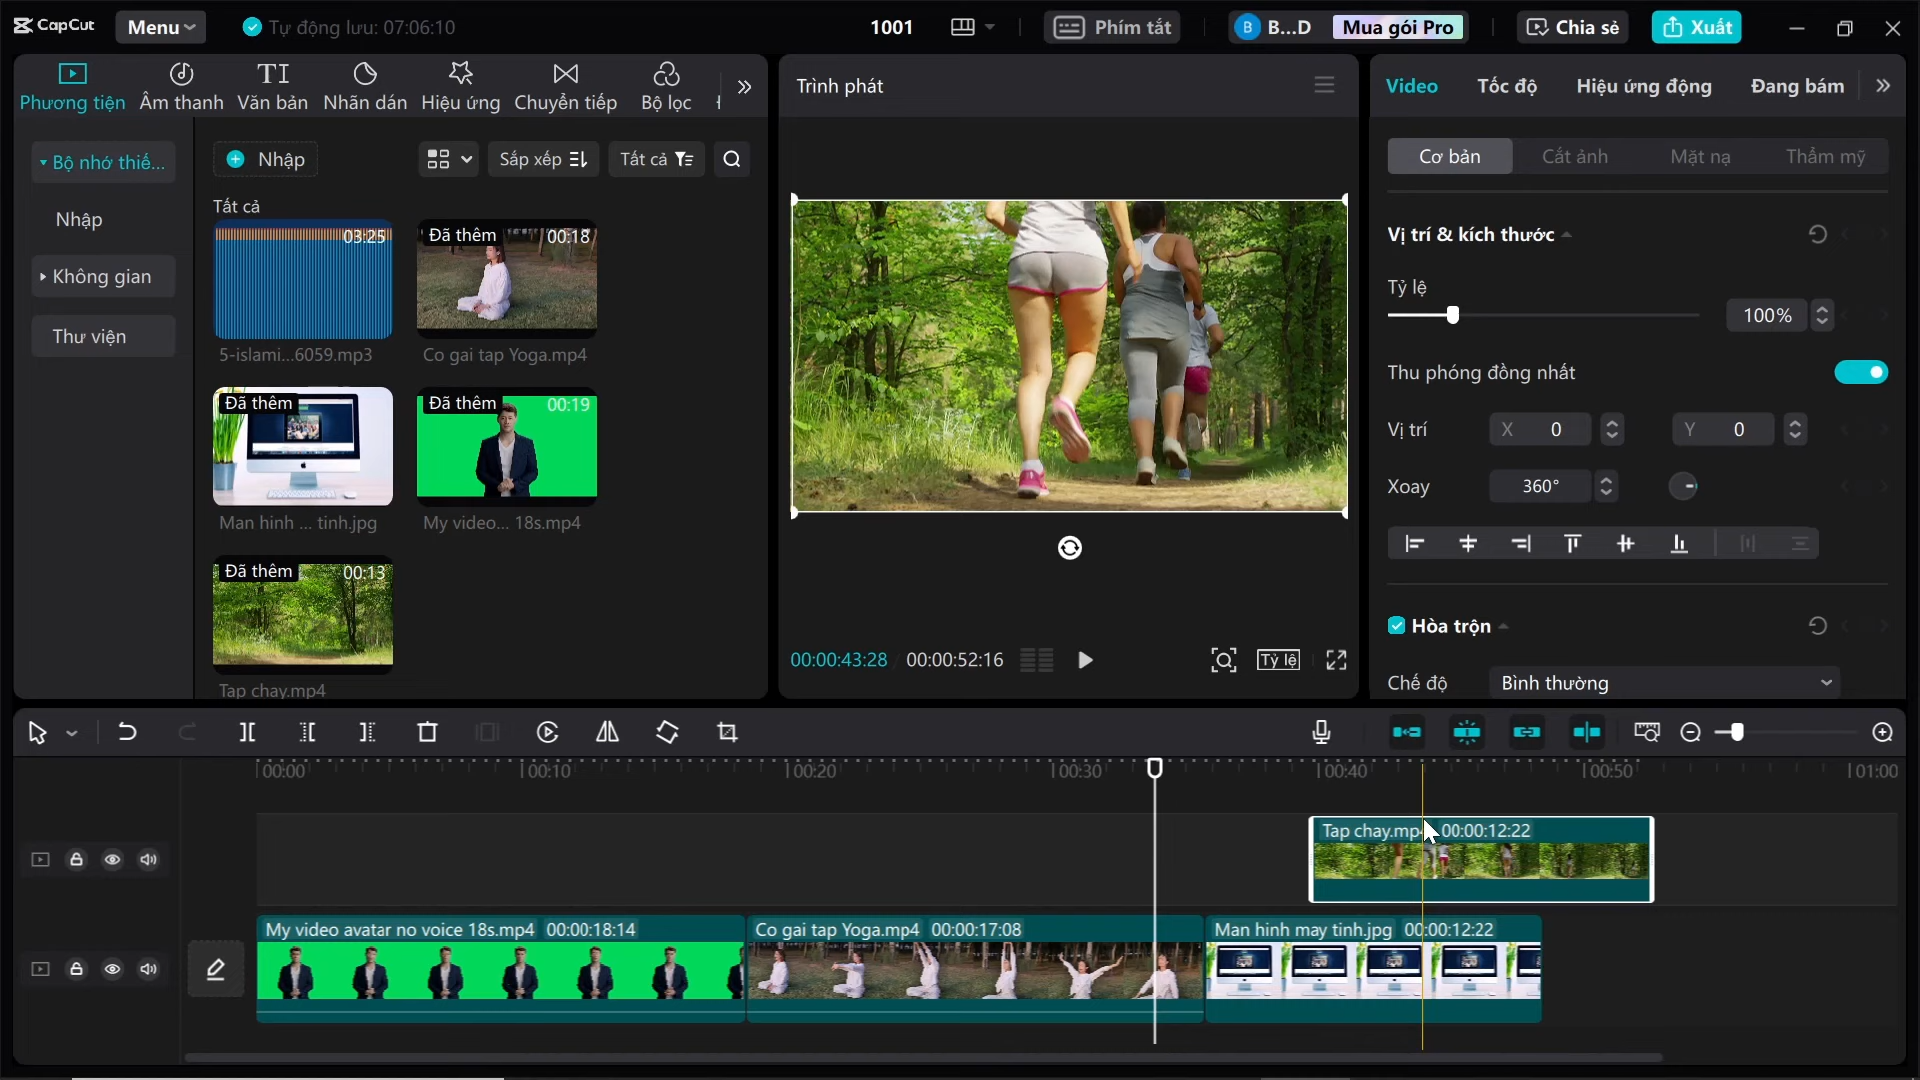 CapCut
Menu
Tự động lưu: 07:06:10
1001
Phím tắt
B
B...D
Mua gói Pro
Chia sẻ
Xuất
Phương tiện
Âm thanh
Văn bản
Nhãn dán
Hiệu ứng
Chuyển tiếp
Bộ lọc
Trình phát
Video
Tốc độ
Hiệu ứng động
Đang bám
Bộ nhớ thiế...
Nhập
Không gian
Thư viện
Nhập
Sắp xếp
Tất cả
Tất cả
03:25
5-islami...6059.mp3
Đã thêm
00:18
Co gai tap Yoga.mp4
Đã thêm
Man hinh ... tinh.jpg
Đã thêm
00:19
My video... 18s.mp4
Đã thêm
00:13
Tap chay.mp4
00:00:43:28
00:00:52:16
Tỷ lệ
Cơ bản
Cắt ảnh
Mặt nạ
Thẩm mỹ
Vị trí & kích thước
Tỷ lệ
100%
Thu phóng đồng nhất
Vị trí
X 0
Y 0
Xoay
360°
Hòa trộn
Chế độ
Bình thường
00:00
00:10
00:20
00:30
00:40
00:50
01:00
Tap chay.mp4 00:00:12:22
My video avatar no voice 18s.mp4 00:00:18:14
Co gai tap Yoga.mp4 00:00:17:08
Man hinh may tinh.jpg 00:00:12:22